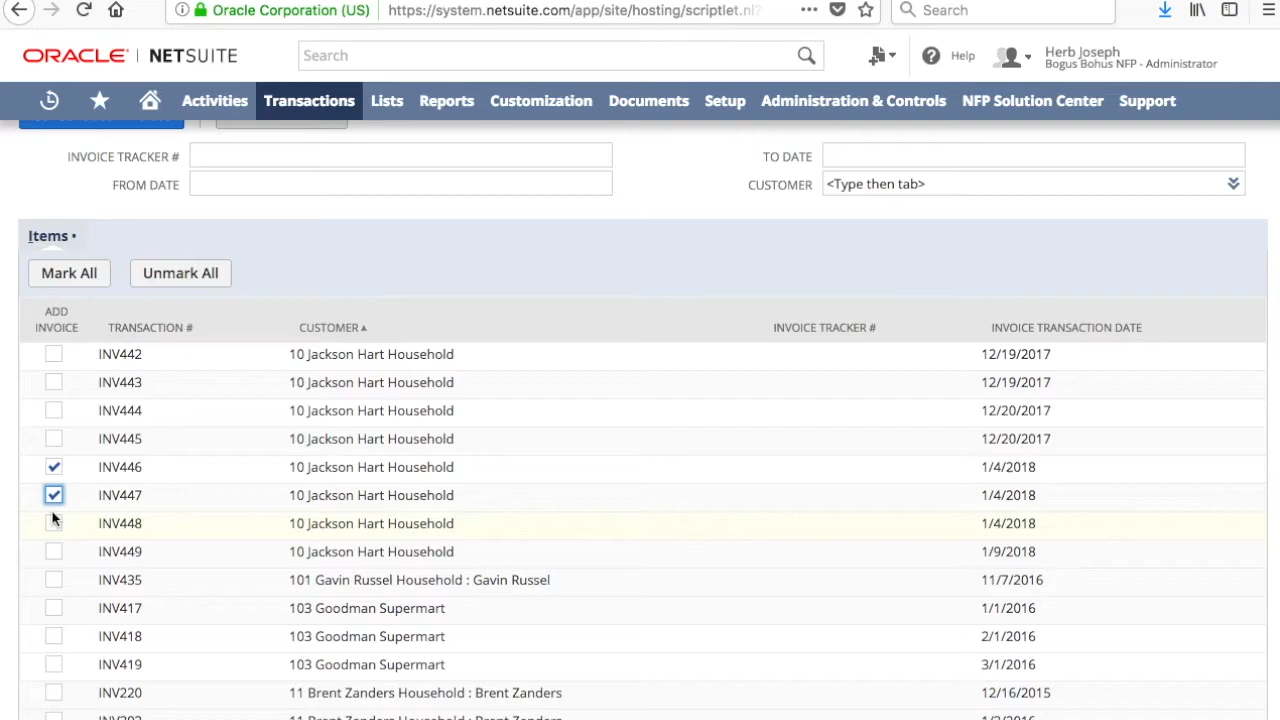 Oracle Corporation (US)
https://system.netsuite.com/app/site/hosting/scriptlet.nl?
Search
ORACLE | NETSUITE
Search
Help
Herb Joseph
Bogus Bohus NFP - Administrator
Activities
Transactions
Lists
Reports
Customization
Documents
Setup
Administration & Controls
NFP Solution Center
Support
INVOICE TRACKER #
TO DATE
FROM DATE
CUSTOMER
<Type then tab>
Items •
Mark All
Unmark All
ADD
INVOICE
TRANSACTION #
CUSTOMER ▲
INVOICE TRACKER #
INVOICE TRANSACTION DATE
INV442 10 Jackson Hart Household 12/19/2017
INV443 10 Jackson Hart Household 12/19/2017
INV444 10 Jackson Hart Household 12/20/2017
INV445 10 Jackson Hart Household 12/20/2017
INV446 10 Jackson Hart Household 1/4/2018
INV447 10 Jackson Hart Household 1/4/2018
INV448 10 Jackson Hart Household 1/4/2018
INV449 10 Jackson Hart Household 1/9/2018
INV435 101 Gavin Russel Household : Gavin Russel 11/7/2016
INV417 103 Goodman Supermart 1/1/2016
INV418 103 Goodman Supermart 2/1/2016
INV419 103 Goodman Supermart 3/1/2016
INV220 11 Brent Zanders Household : Brent Zanders 12/16/2015
11 Brent Zanders Household : Brent Zanders